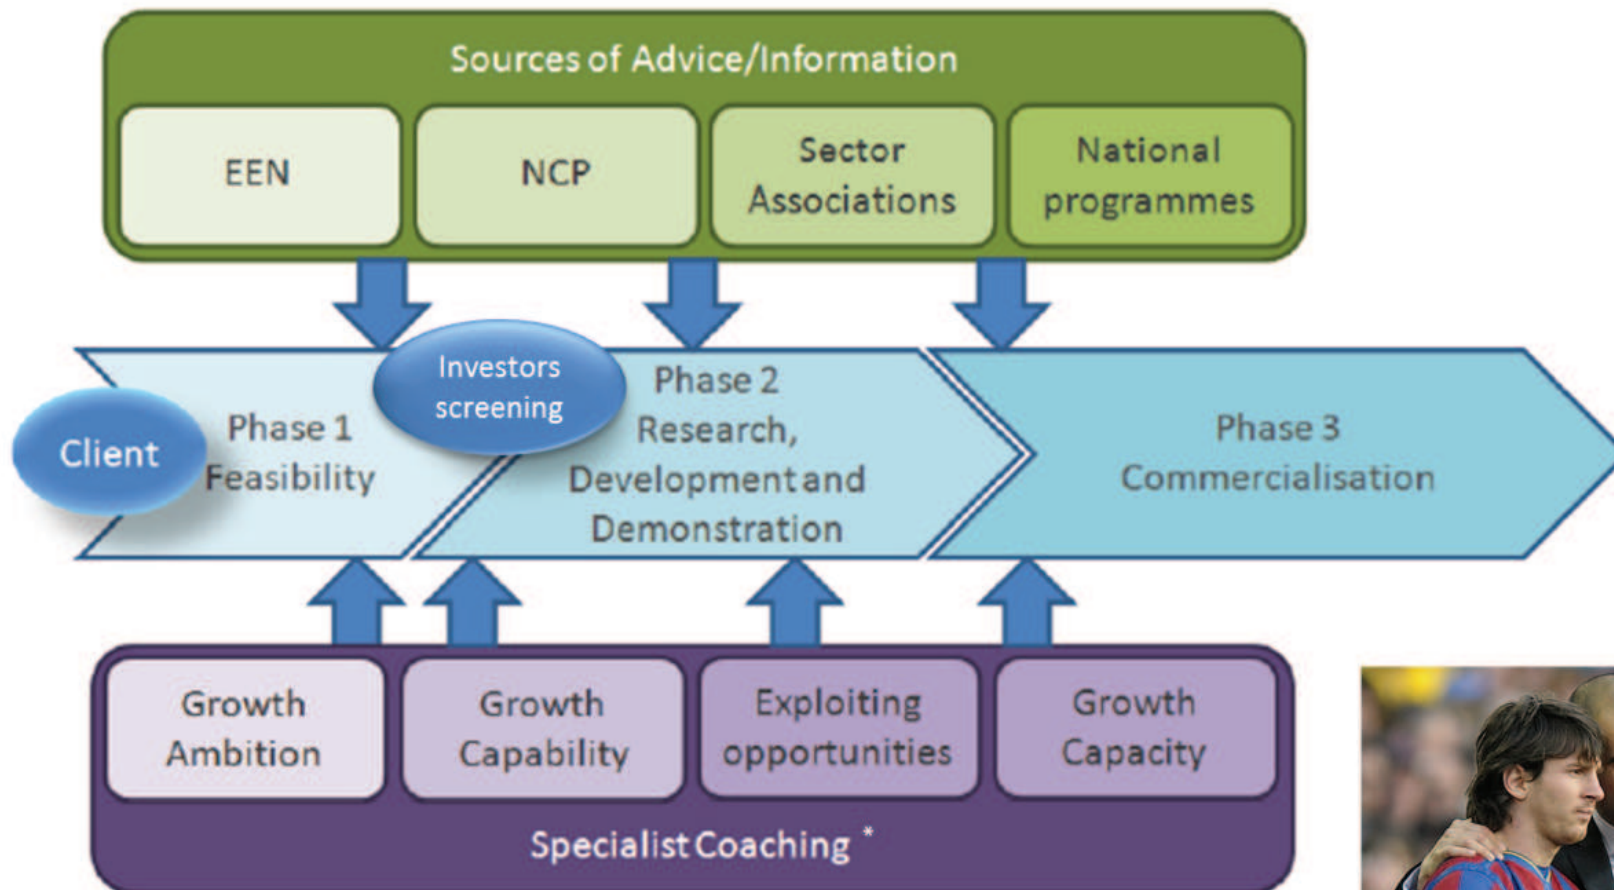 Sources of Advice/Information
EEN
NCP
Sector
Associations
National
programmes
Client
Phase 1
Feasibility
Investors
screening
Phase 2
Research,
Development and
Demonstration
Phase 3
Commercialisation
Growth
Ambition
Growth
Capability
Exploiting
opportunities
Growth
Capacity
Specialist Coaching *